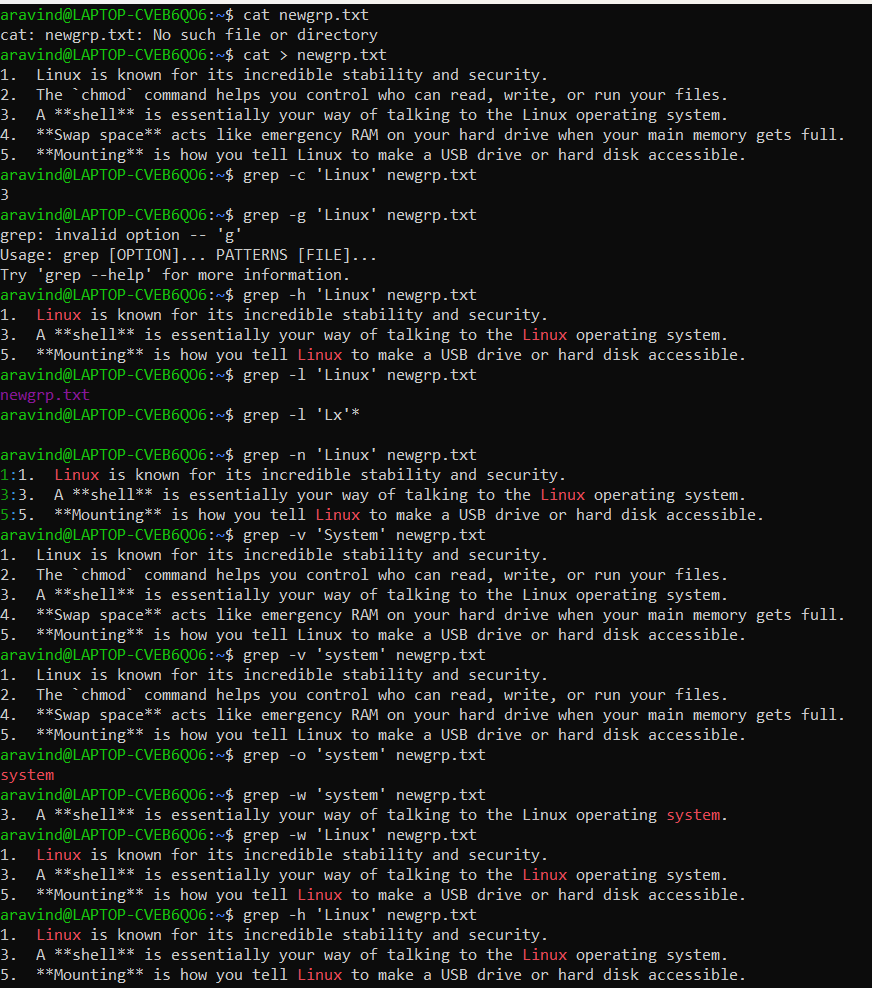 aravind@LAPTOP-CVEB6QO6:~$ cat newgrp.txt
cat: newgrp.txt: No such file or directory
aravind@LAPTOP-CVEB6QO6:~$ cat > newgrp.txt
1.  Linux is known for its incredible stability and security.
2.  The `chmod` command helps you control who can read, write, or run your files.
3.  A **shell** is essentially your way of talking to the Linux operating system.
4.  **Swap space** acts like emergency RAM on your hard drive when your main memory gets full.
5.  **Mounting** is how you tell Linux to make a USB drive or hard disk accessible.
aravind@LAPTOP-CVEB6QO6:~$ grep -c 'Linux' newgrp.txt
3
aravind@LAPTOP-CVEB6QO6:~$ grep -g 'Linux' newgrp.txt
grep: invalid option -- 'g'
Usage: grep [OPTION]... PATTERNS [FILE]...
Try 'grep --help' for more information.
aravind@LAPTOP-CVEB6QO6:~$ grep -h 'Linux' newgrp.txt
1.  Linux is known for its incredible stability and security.
3.  A **shell** is essentially your way of talking to the Linux operating system.
5.  **Mounting** is how you tell Linux to make a USB drive or hard disk accessible.
aravind@LAPTOP-CVEB6QO6:~$ grep -l 'Linux' newgrp.txt
newgrp.txt
aravind@LAPTOP-CVEB6QO6:~$ grep -l 'Lx'*
aravind@LAPTOP-CVEB6QO6:~$ grep -n 'Linux' newgrp.txt
1:1.  Linux is known for its incredible stability and security.
3:3.  A **shell** is essentially your way of talking to the Linux operating system.
5:5.  **Mounting** is how you tell Linux to make a USB drive or hard disk accessible.
aravind@LAPTOP-CVEB6QO6:~$ grep -v 'System' newgrp.txt
1.  Linux is known for its incredible stability and security.
2.  The `chmod` command helps you control who can read, write, or run your files.
3.  A **shell** is essentially your way of talking to the Linux operating system.
4.  **Swap space** acts like emergency RAM on your hard drive when your main memory gets full.
5.  **Mounting** is how you tell Linux to make a USB drive or hard disk accessible.
aravind@LAPTOP-CVEB6QO6:~$ grep -v 'system' newgrp.txt
1.  Linux is known for its incredible stability and security.
2.  The `chmod` command helps you control who can read, write, or run your files.
4.  **Swap space** acts like emergency RAM on your hard drive when your main memory gets full.
5.  **Mounting** is how you tell Linux to make a USB drive or hard disk accessible.
aravind@LAPTOP-CVEB6QO6:~$ grep -o 'system' newgrp.txt
system
aravind@LAPTOP-CVEB6QO6:~$ grep -w 'system' newgrp.txt
3.  A **shell** is essentially your way of talking to the Linux operating system.
aravind@LAPTOP-CVEB6QO6:~$ grep -w 'Linux' newgrp.txt
1.  Linux is known for its incredible stability and security.
3.  A **shell** is essentially your way of talking to the Linux operating system.
5.  **Mounting** is how you tell Linux to make a USB drive or hard disk accessible.
aravind@LAPTOP-CVEB6QO6:~$ grep -h 'Linux' newgrp.txt
1.  Linux is known for its incredible stability and security.
3.  A **shell** is essentially your way of talking to the Linux operating system.
5.  **Mounting** is how you tell Linux to make a USB drive or hard disk accessible.